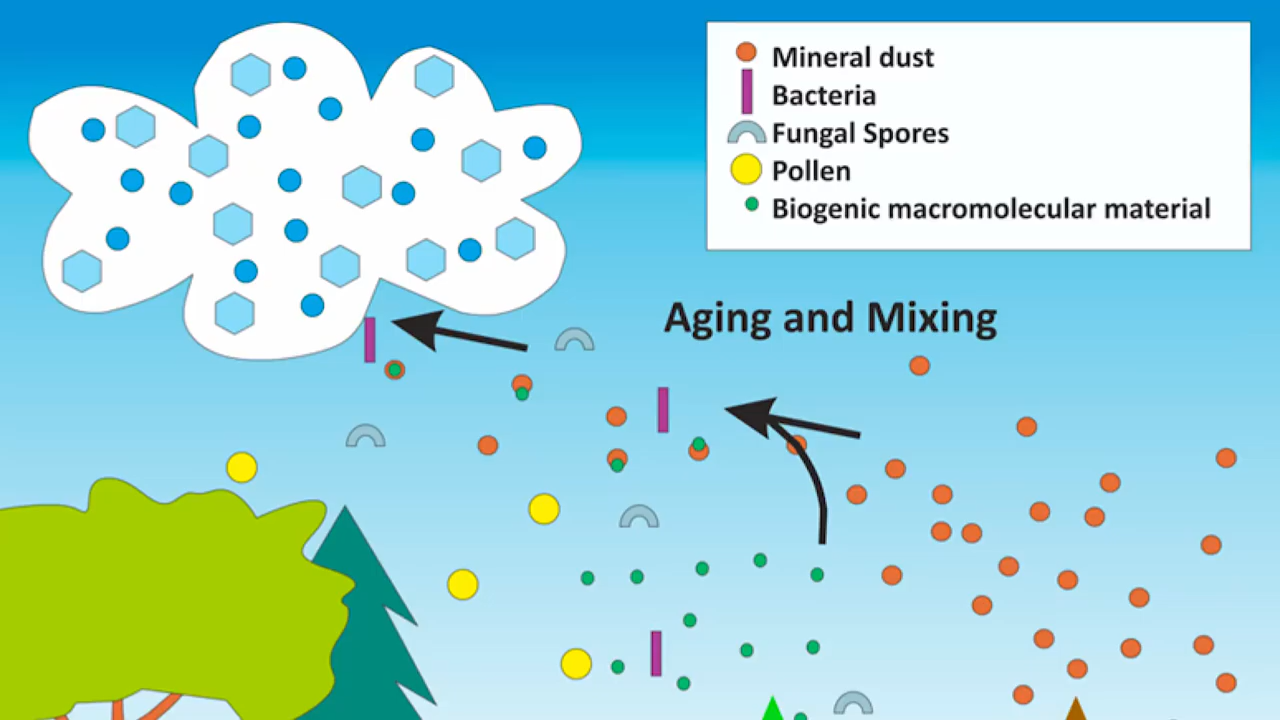 Mineral dust
Bacteria
Fungal Spores
Pollen
Biogenic macromolecular material
Aging and Mixing